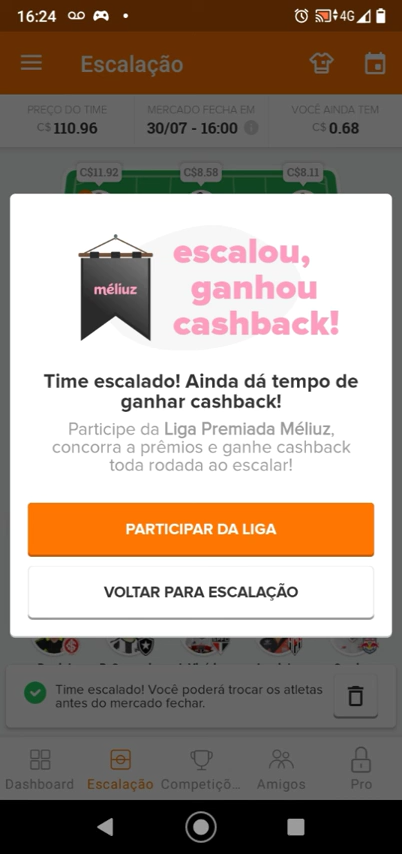 16:24
4G
Escalação
PREÇO DO TIME
C$ 110.96
MERCADO FECHA EM
30/07 - 16:00
VOCÊ AINDA TEM
C$ 0.68
C$11.92
C$8.58
C$8.11
méliuz
escalou,
ganhou
cashback!
Time escalado! Ainda dá tempo de
ganhar cashback!
Participe da Liga Premiada Méliuz,
concorra a prêmios e ganhe cashback
toda rodada ao escalar!
PARTICIPAR DA LIGA
VOLTAR PARA ESCALAÇÃO
Time escalado! Você poderá trocar os atletas
antes do mercado fechar.
Dashboard
Escalação
Competiçõ...
Amigos
Pro